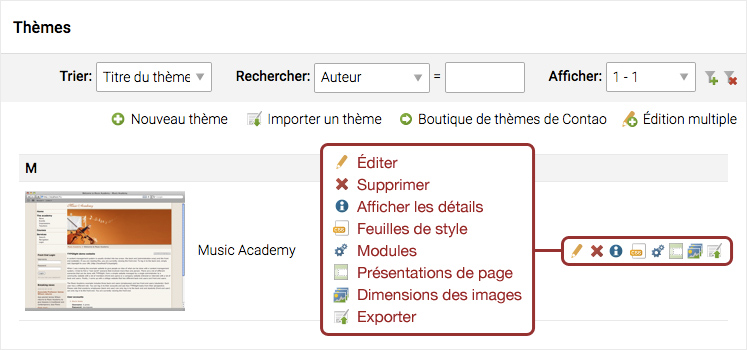 Thèmes
Trier: Titre du thème Rechercher: Auteur = Afficher: 1 - 1
Nouveau thème Importer un thème Boutique de thèmes de Contao Édition multiple
M
Music Academy
Éditer
Supprimer
Afficher les détails
Feuilles de style
Modules
Présentations de page
Dimensions des images
Exporter